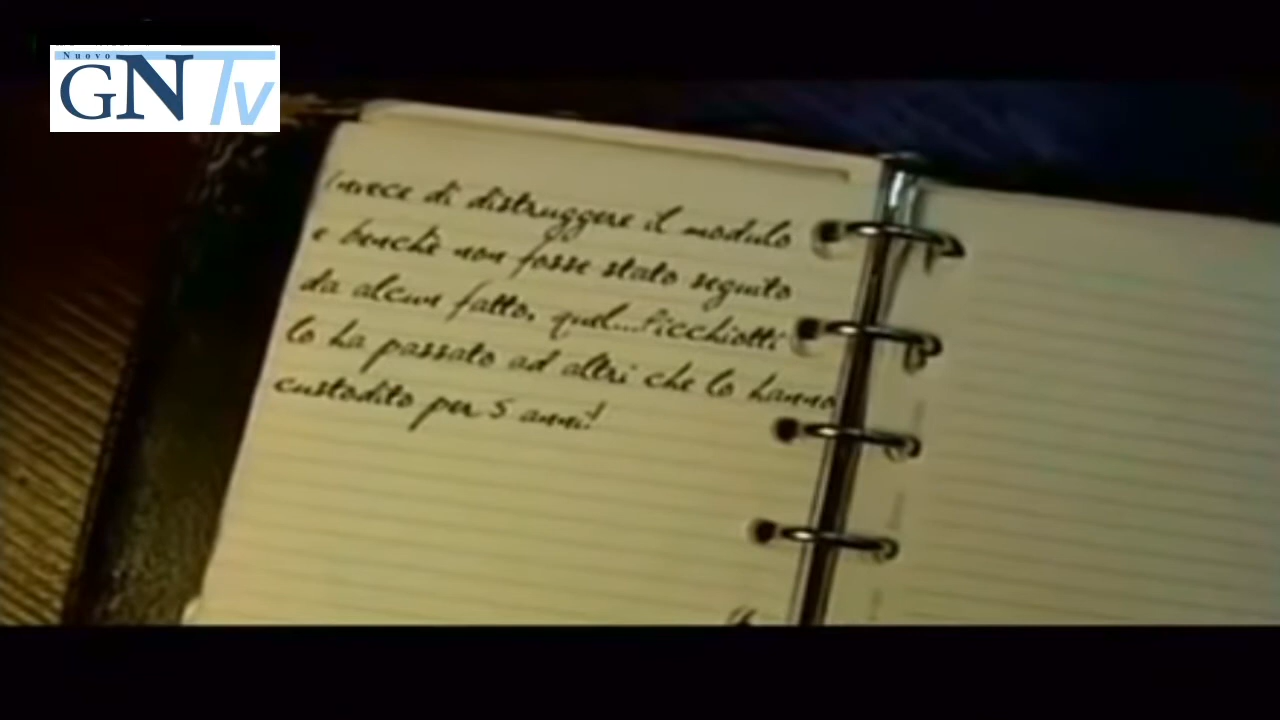 Nuovo
GN Tv
Invece di distruggere il modulo
e benchè non fosse stato seguito
da alcun fatto, quel...Picchiotti
lo ha passato ad altri che lo hanno
custodito per 5 anni!